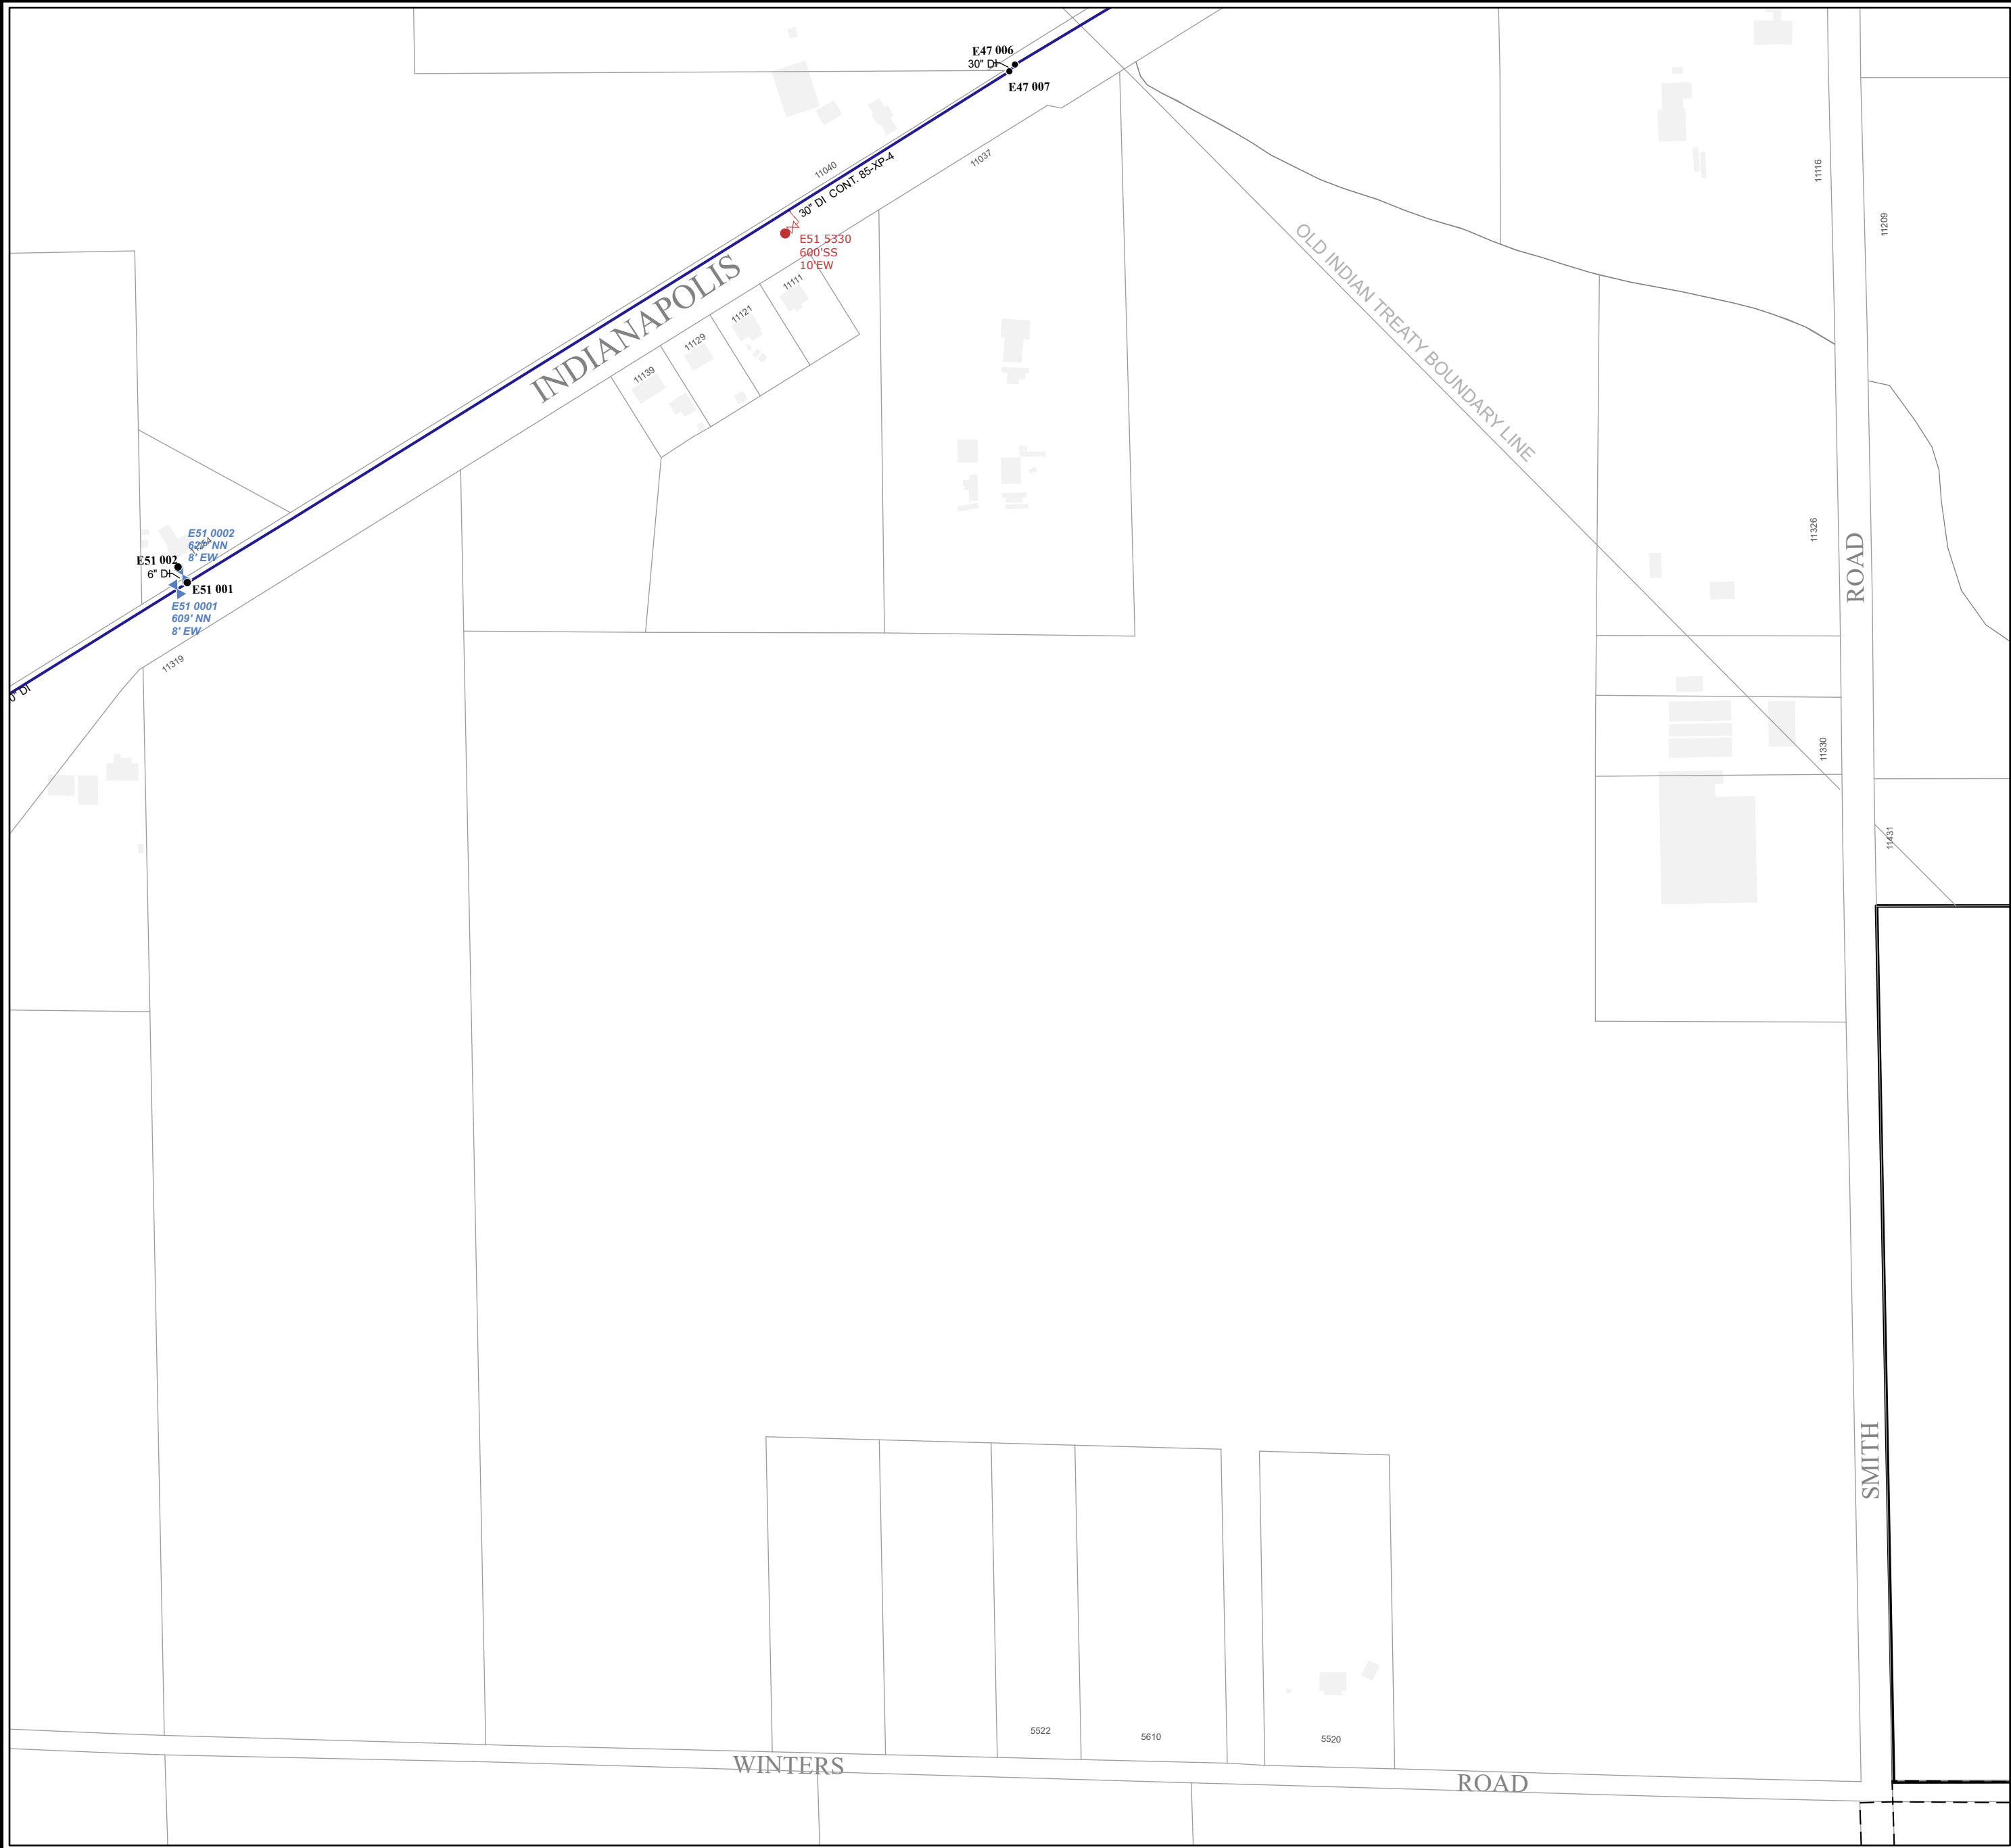 E47 006
30" DI
E47 007
11040
30" DI CONT. 85-XP-4
11037
E51 5330
600'SS
10'EW
INDIANAPOLIS
11111
11121
11129
11139
OLD INDIAN TREATY BOUNDARY LINE
11116
11209
11326
ROAD
E51 0002
8' EW
E51 002
6" DI
E51 001
E51 0001
609' NN
8' EW
11319
0" DI
11330
11431
SMITH
5522
5610
5520
WINTERS
ROAD